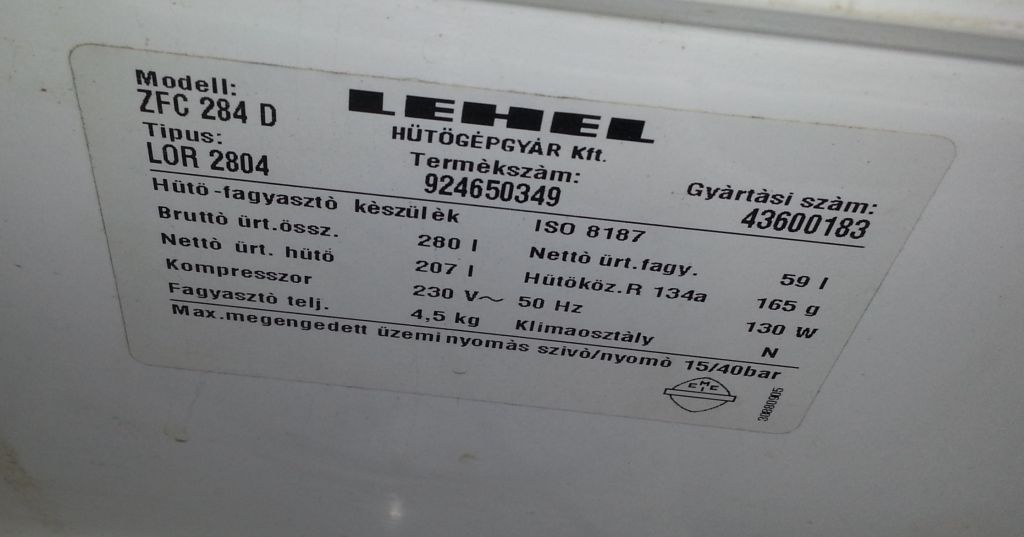 Modell:
ZFC 284 D
Tipus:
LOR 2804
LEHEL
HÜTÖGÉPGYÁR Kft.
Termèkszàm:
924650349
Gyàrtàsi szàm:
43600183
Hütö-fagyasztò kèszülèk ISO 8187
Bruttò ürt.össz. 280 l Nettò ürt.fagy. 59 l
Nettò ürt. hütö 207 l Hütököz.R 134a 165 g
Kompresszor 230 V~ 50 Hz 130 W
Fagyasztò telj. 4,5 kg Klimaosztàly N
Max.megengedett üzemi nyomàs szivò/nyomò 15/40bar
MEEI
30880905